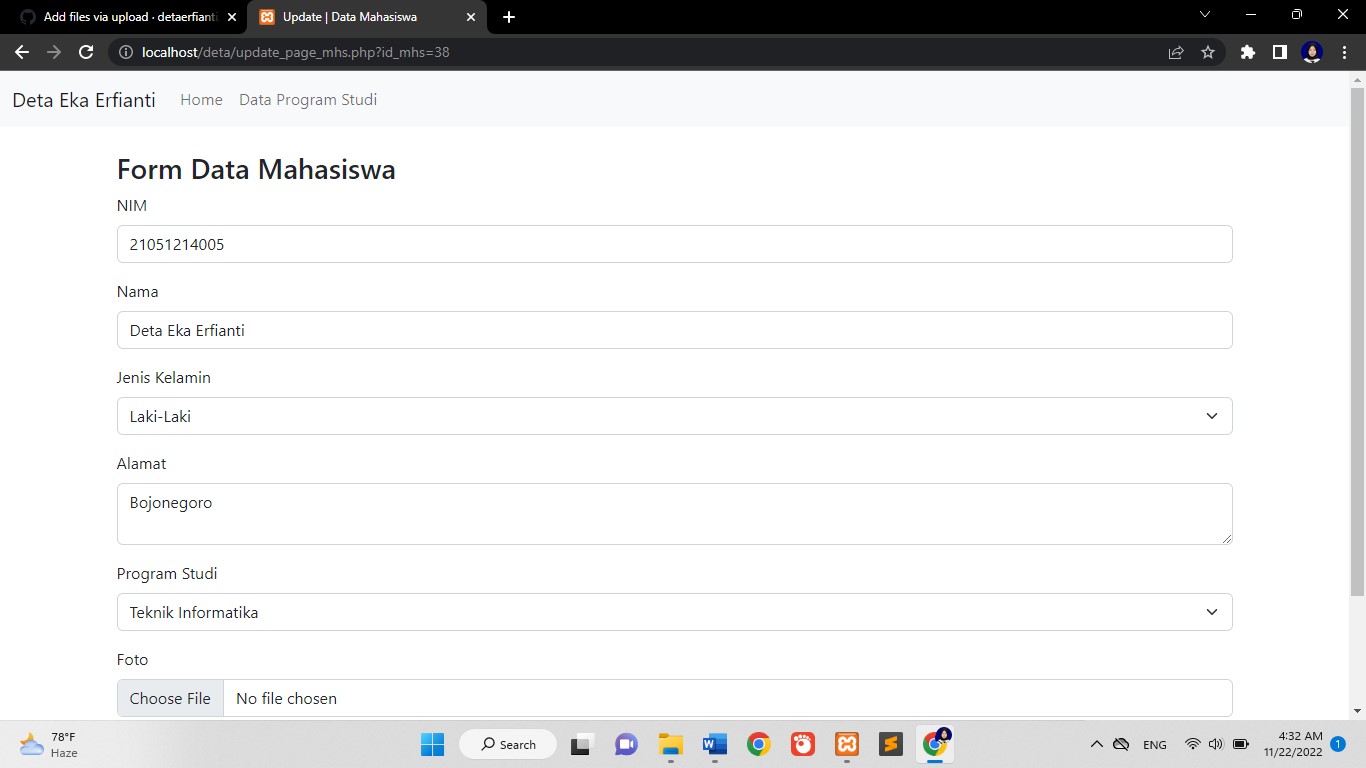 Add files via upload · detaerfianti
Update | Data Mahasiswa
localhost/deta/update_page_mhs.php?id_mhs=38
Deta Eka Erfianti Home Data Program Studi
Form Data Mahasiswa
NIM
21051214005
Nama
Deta Eka Erfianti
Jenis Kelamin
Laki-Laki
Alamat
Bojonegoro
Program Studi
Teknik Informatika
Foto
Choose File No file chosen
78°F
Haze
Search
ENG
4:32 AM
11/22/2022
1